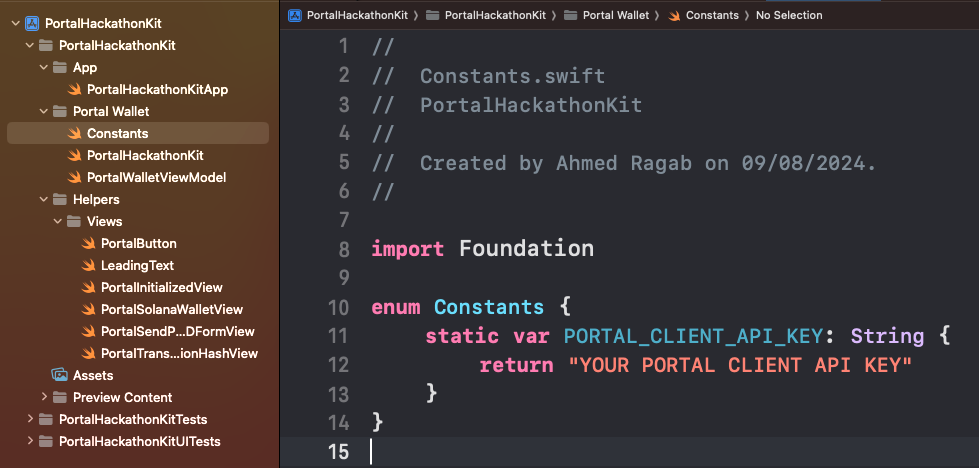 PortalHackathonKit
PortalHackathonKit
App
PortalHackathonKitApp
Portal Wallet
Constants
PortalHackathonKit
PortalWalletViewModel
Helpers
Views
PortalButton
LeadingText
PortalInitializedView
PortalSolanaWalletView
PortalSendP...DFormView
PortalTrans...ionHashView
Assets
Preview Content
PortalHackathonKitTests
PortalHackathonKitUITests
PortalHackathonKit > PortalHackathonKit > Portal Wallet > Constants > No Selection
1 //
2 //  Constants.swift
3 //  PortalHackathonKit
4 //
5 //  Created by Ahmed Ragab on 09/08/2024.
6 //
7
8 import Foundation
9
10 enum Constants {
11     static var PORTAL_CLIENT_API_KEY: String {
12         return "YOUR PORTAL CLIENT API KEY"
13     }
14 }
15